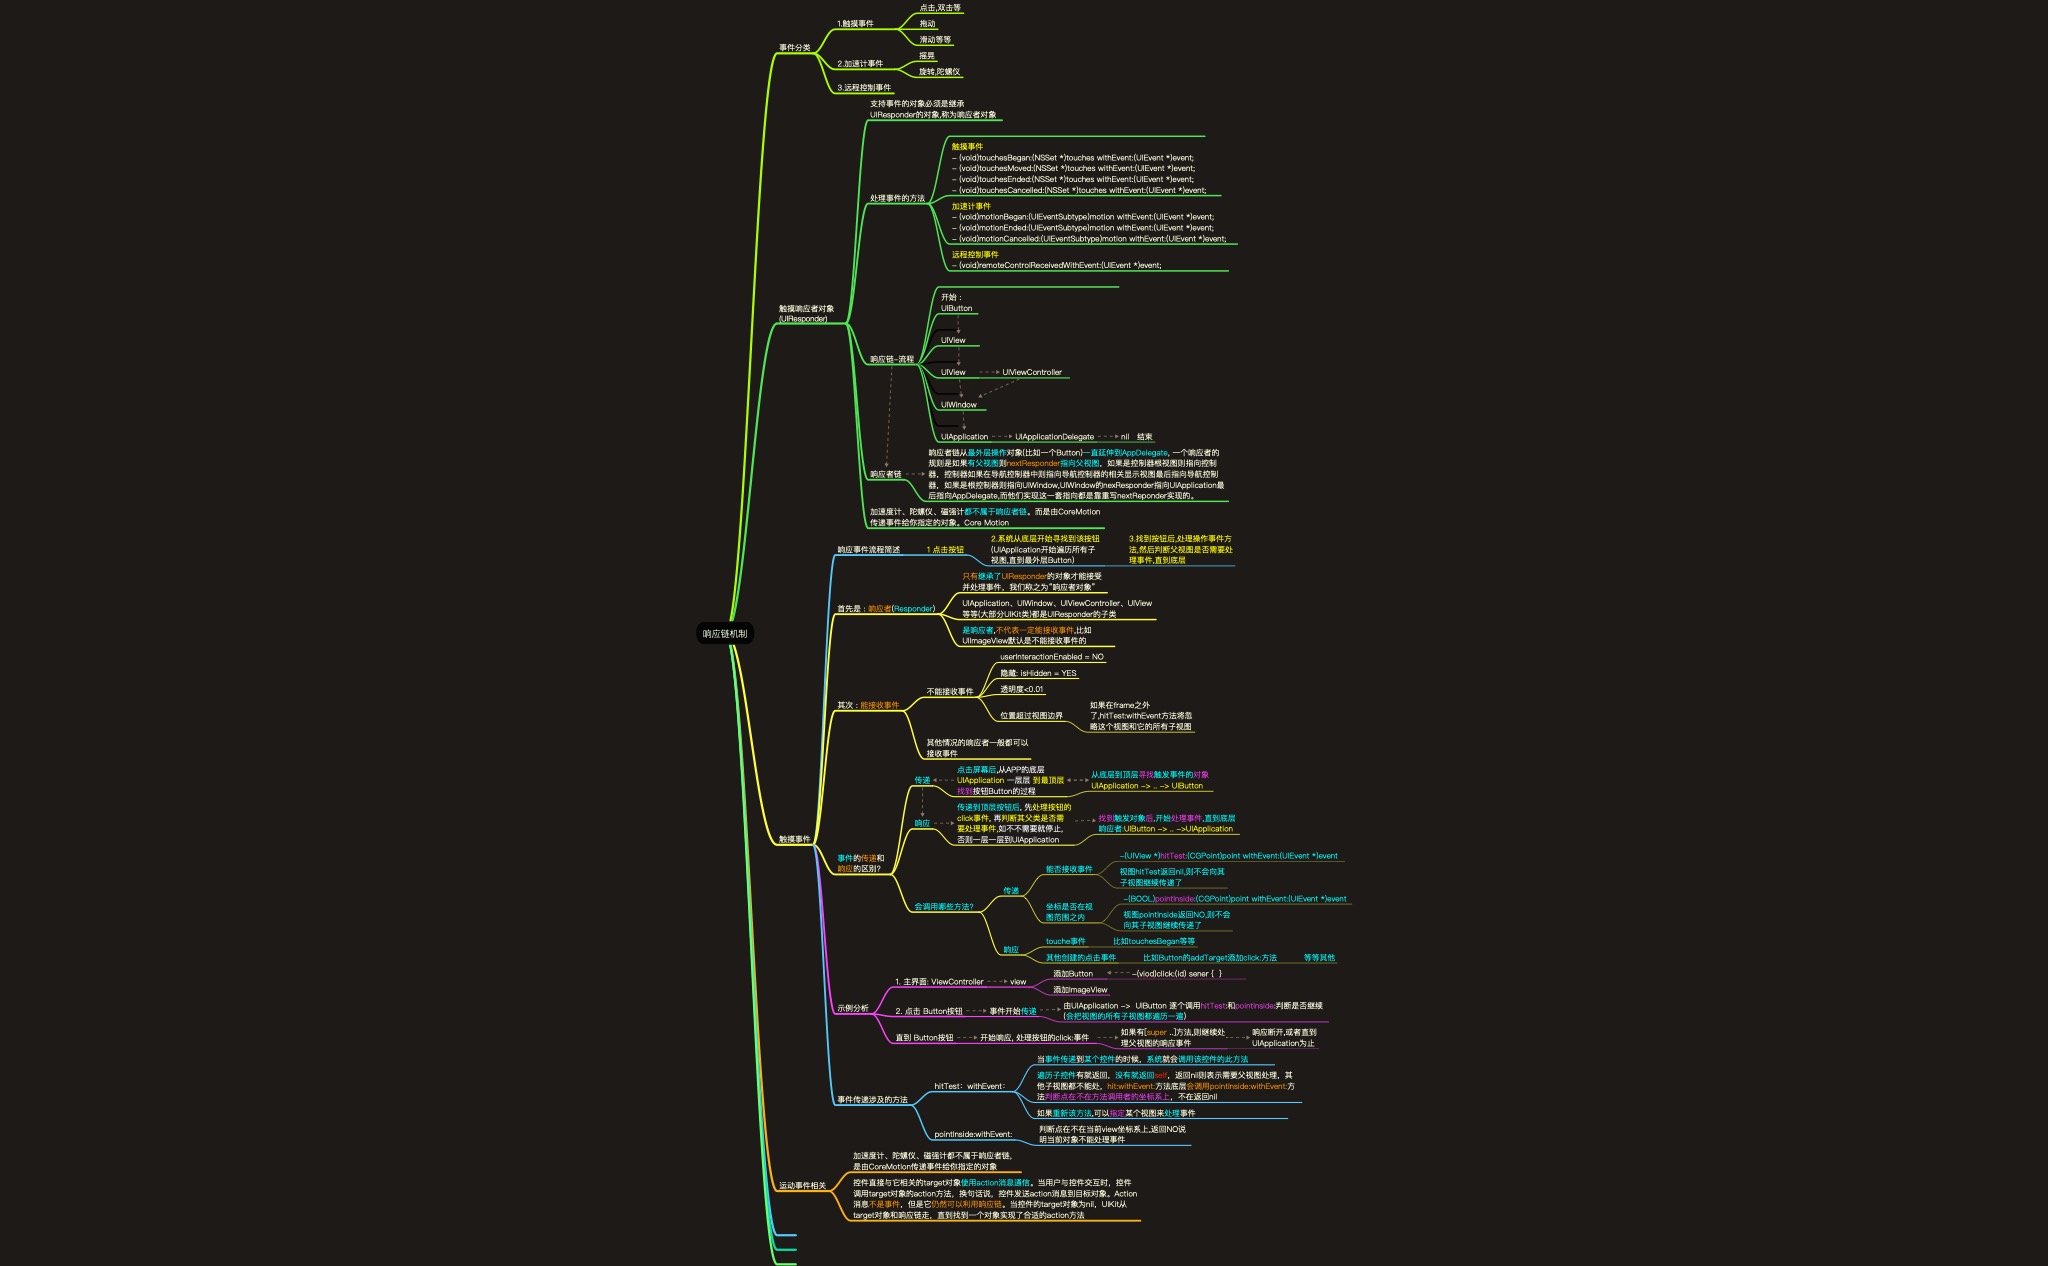 点击,双击等
1.触摸事件
拖动
滑动等等
事件分类
摇晃
2.加速计事件
旋转,陀螺仪
3.远程控制事件
支持事件的对象必须是继承
UIResponder的对象,称为响应者对象
触摸事件
- (void)touchesBegan:(NSSet *)touches withEvent:(UIEvent *)event;
- (void)touchesMoved:(NSSet *)touches withEvent:(UIEvent *)event;
- (void)touchesEnded:(NSSet *)touches withEvent:(UIEvent *)event;
- (void)touchesCancelled:(NSSet *)touches withEvent:(UIEvent *)event;
处理事件的方法
加速计事件
- (void)motionBegan:(UIEventSubtype)motion withEvent:(UIEvent *)event;
- (void)motionEnded:(UIEventSubtype)motion withEvent:(UIEvent *)event;
- (void)motionCancelled:(UIEventSubtype)motion withEvent:(UIEvent *)event;
远程控制事件
- (void)remoteControlReceivedWithEvent:(UIEvent *)event;
触摸响应者对象
(UIResponder)
开始：
UIButton
UIView
响应链-流程
UIView
UIViewController
UIWindow
UIApplication
UIApplicationDelegate
nil 结束
响应者链
响应者链从最外层操作对象(比如一个Button)一直延伸到AppDelegate, 一个响应者的
规则是如果有父视图则nextResponder指向父视图，如果是控制器根视图则指向控制
器，控制器如果在导航控制器中则指向导航控制器的相关显示视图最后指向导航控制
器，如果是根控制器则指向UIWindow,UIWindow的nexResponder指向UIApplication最
后指向AppDelegate,而他们实现这一套指向都是靠重写nextReponder实现的。
加速度计、陀螺仪、磁强计都不属于响应者链。而是由CoreMotion
传递事件给你指定的对象。Core Motion
响应事件流程简述
1 点击按钮
2.系统从底层开始寻找到该按钮
(UIApplication开始遍历所有子
视图,直到最外层Button)
3.找到按钮后,处理操作事件方
法,然后判断父视图是否需要处
理事件,直到底层
首先是：响应者(Responder)
只有继承了UIResponder的对象才能接受
并处理事件，我们称之为“响应者对象”
UIApplication、UIWindow、UIViewController、UIView
等等(大部分UIKit类)都是UIResponder的子类
是响应者,不代表一定能接收事件,比如
UIImageView默认是不能接收事件的
响应链机制
其次：能接收事件
不能接收事件
userInteractionEnabled = NO
隐藏: isHidden = YES
透明度<0.01
位置超过视图边界
如果在frame之外
了,hitTest:withEvent方法将忽
略这个视图和它的所有子视图
其他情况的响应者一般都可以
接收事件
触摸事件
事件的传递和
响应的区别?
传递
点击屏幕后,从APP的底层
UIApplication 一层层 到最顶层
找到按钮Button的过程
从底层到顶层寻找触发事件的对象
UIApplication -> .. -> UIButton
响应
传递到顶层按钮后, 先处理按钮的
click事件, 再判断其父类是否需
要处理事件,如不不需要就停止,
否则一层一层到UIApplication
找到触发对象后,开始处理事件,直到底层
响应者:UIButton -> .. ->UIApplication
会调用哪些方法?
传递
能否接收事件
-(UIView *)hitTest:(CGPoint)point withEvent:(UIEvent *)event
视图hitTest返回nil,则不会向其
子视图继续传递了
坐标是否在视
图范围之内
-(BOOL)pointInside:(CGPoint)point withEvent:(UIEvent *)event
视图pointInside返回NO,则不会
向其子视图继续传递了
响应
touche事件
比如touchesBegan等等
其他创建的点击事件
比如Button的addTarget添加click:方法
等等其他
示例分析
1. 主界面: ViewController
view
添加Button
-(viod)click:(id) sener { }
添加ImageView
2. 点击 Button按钮
事件开始传递
由UIApplication -> UIButton 逐个调用hitTest:和pointInside:判断是否继续
(会把视图的所有子视图都遍历一遍)
直到 Button按钮
开始响应, 处理按钮的click:事件
如果有[super ..]方法,则继续处
理父视图的响应事件
响应断开,或者直到
UIApplication为止
事件传递涉及的方法
hitTest：withEvent：
当事件传递到某个控件的时候，系统就会调用该控件的此方法
遍历子控件有就返回，没有就返回self，返回nil则表示需要父视图处理，其
他子视图都不能处，hit:withEvent:方法底层会调用pointInside:withEvent:方
法判断点在不在方法调用者的坐标系上，不在返回nil
如果重新该方法,可以指定某个视图来处理事件
pointInside:withEvent:
判断点在不在当前view坐标系上,返回NO说
明当前对象不能处理事件
运动事件相关
加速度计、陀螺仪、磁强计都不属于响应者链,
是由CoreMotion传递事件给你指定的对象
控件直接与它相关的target对象使用action消息通信。当用户与控件交互时，控件
调用target对象的action方法，换句话说，控件发送action消息到目标对象。Action
消息不是事件，但是它仍然可以利用响应链。当控件的target对象为nil，UIKit从
target对象和响应链走，直到找到一个对象实现了合适的action方法